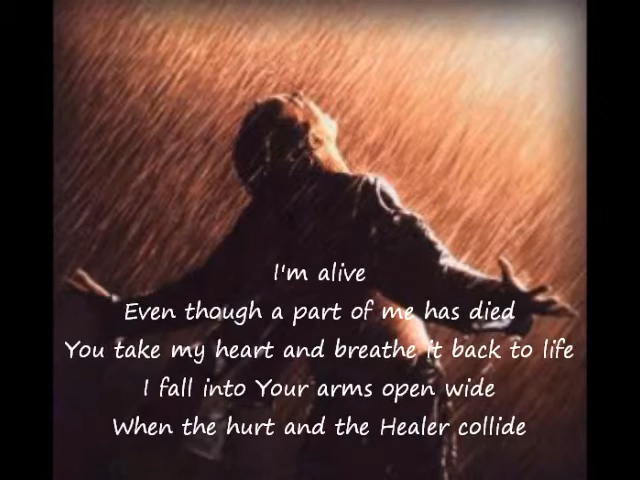 I'm alive
Even though a part of me has died
You take my heart and breathe it back to life
I fall into Your arms open wide
When the hurt and the Healer collide